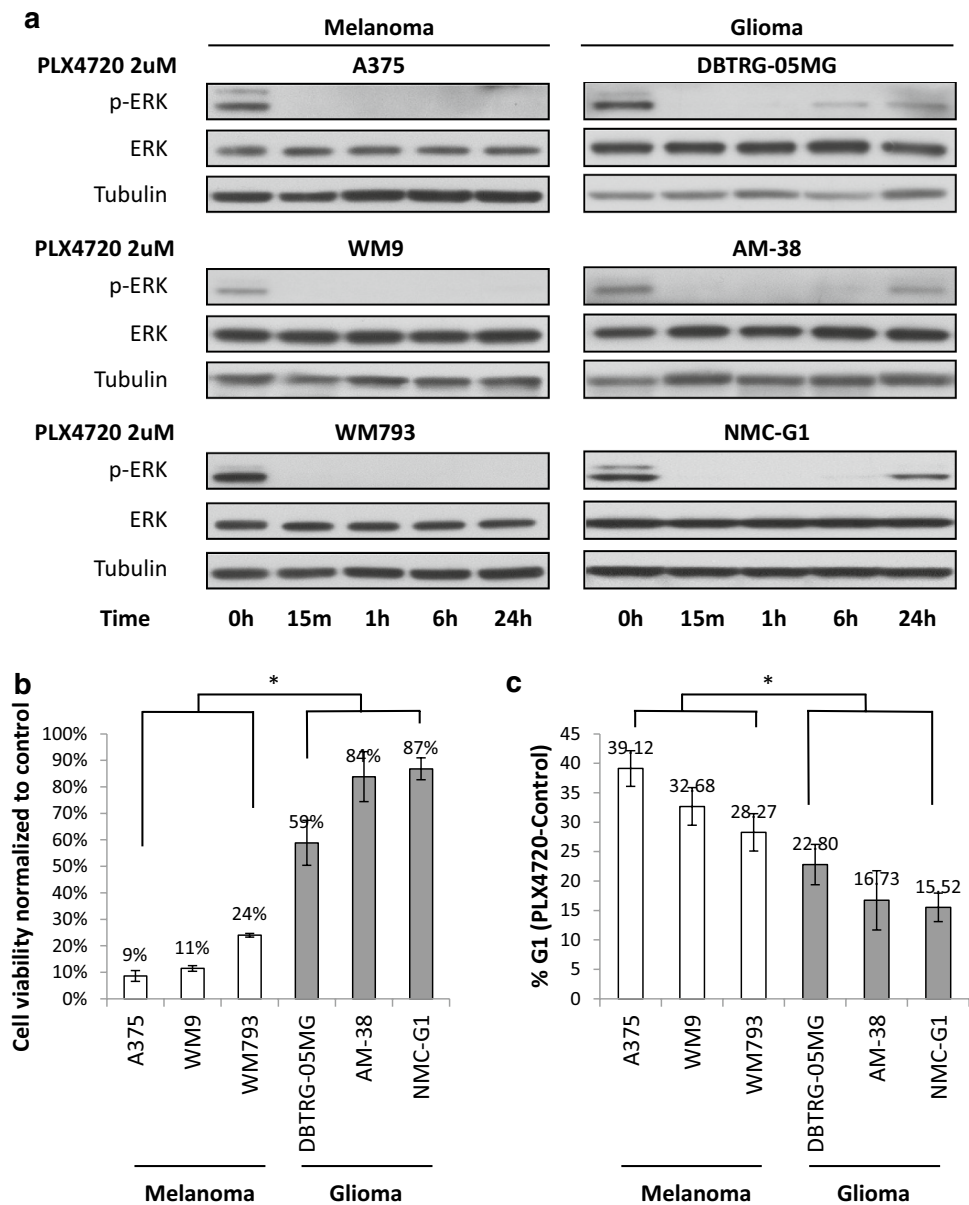 a
Melanoma Glioma
PLX4720 2uM A375 DBTRG-05MG
p-ERK
ERK
Tubulin
PLX4720 2uM WM9 AM-38
p-ERK
ERK
Tubulin
PLX4720 2uM WM793 NMC-G1
p-ERK
ERK
Tubulin
Time 0h 15m 1h 6h 24h 0h 15m 1h 6h 24h
b
*
Cell viability normalized to control
100%
90%
80%
70%
60%
50%
40%
30%
20%
10%
0%
9% 11% 24% 59% 84% 87%
A375 WM9 WM793 DBTRG-05MG AM-38 NMC-G1
Melanoma Glioma
c
*
% G1 (PLX4720-Control)
45
40
35
30
25
20
15
10
5
0
39,12 32,68 28,27 22,80 16,73 15,52
A375 WM9 WM793 DBTRG-05MG AM-38 NMC-G1
Melanoma Glioma